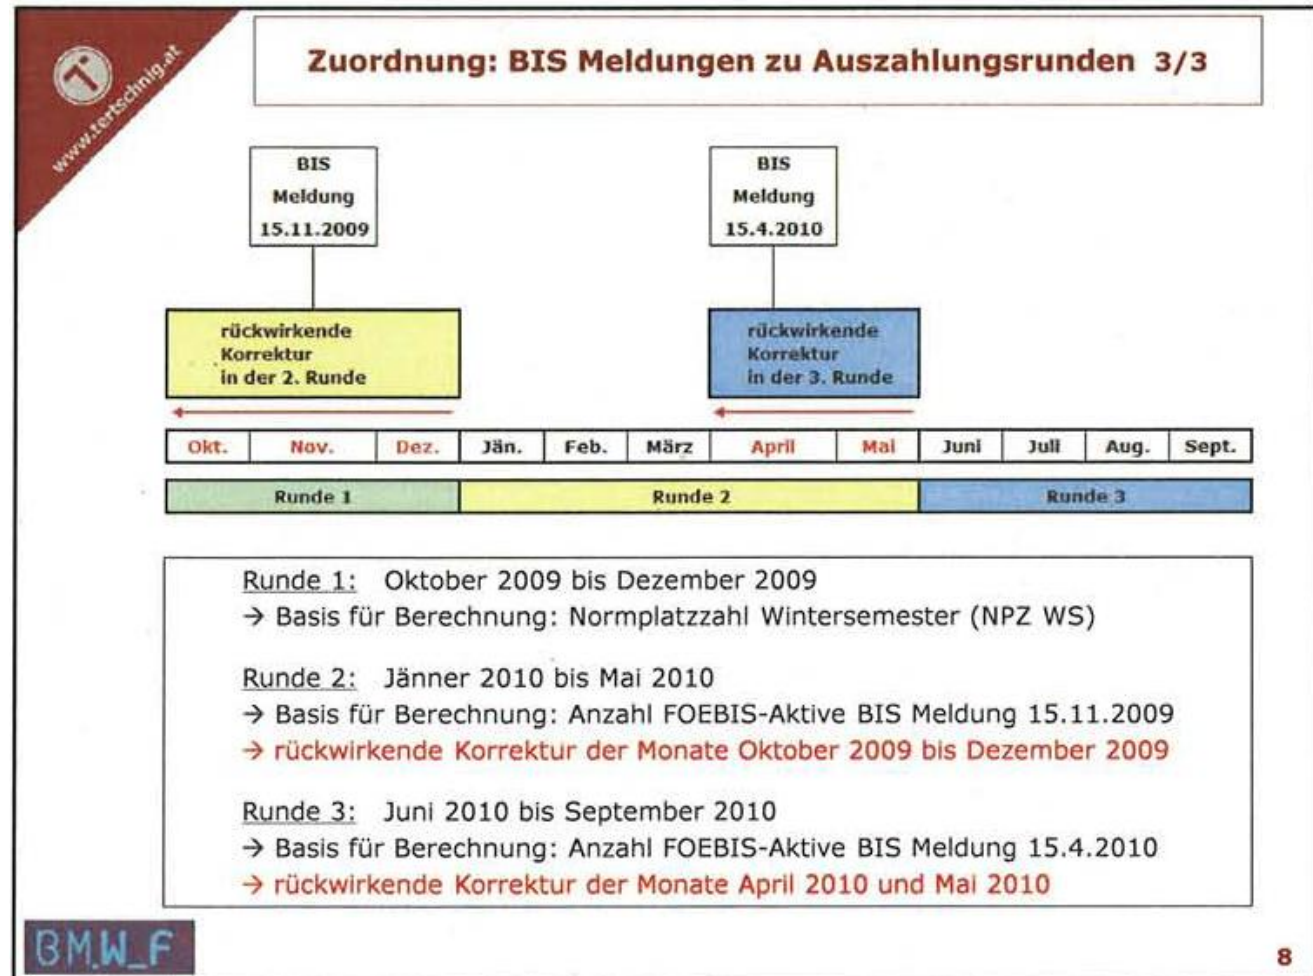 www.tertschnig.at
Zuordnung: BIS Meldungen zu Auszahlungsrunden 3/3
BIS
Meldung
15.11.2009
BIS
Meldung
15.4.2010
rückwirkende
Korrektur
in der 2. Runde
rückwirkende
Korrektur
in der 3. Runde
Okt. Nov. Dez. Jän. Feb. März April Mai Juni Juli Aug. Sept.
Runde 1 Runde 2 Runde 3
Runde 1: Oktober 2009 bis Dezember 2009
→ Basis für Berechnung: Normplatzzahl Wintersemester (NPZ WS)
Runde 2: Jänner 2010 bis Mai 2010
→ Basis für Berechnung: Anzahl FOEBIS-Aktive BIS Meldung 15.11.2009
→ rückwirkende Korrektur der Monate Oktober 2009 bis Dezember 2009
Runde 3: Juni 2010 bis September 2010
→ Basis für Berechnung: Anzahl FOEBIS-Aktive BIS Meldung 15.4.2010
→ rückwirkende Korrektur der Monate April 2010 und Mai 2010
BM.W_F
8